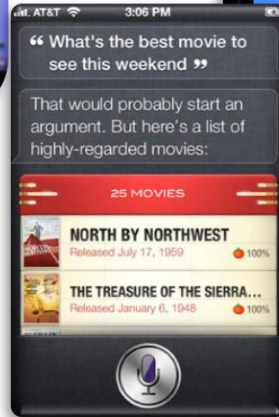 AT&T 3:06 PM
“ What's the best movie to
see this weekend ”
That would probably start an
argument. But here's a list of
highly-regarded movies:
25 MOVIES
NORTH BY NORTHWEST
Released July 17, 1959 100%
THE TREASURE OF THE SIERRA...
Released January 6, 1948 100%